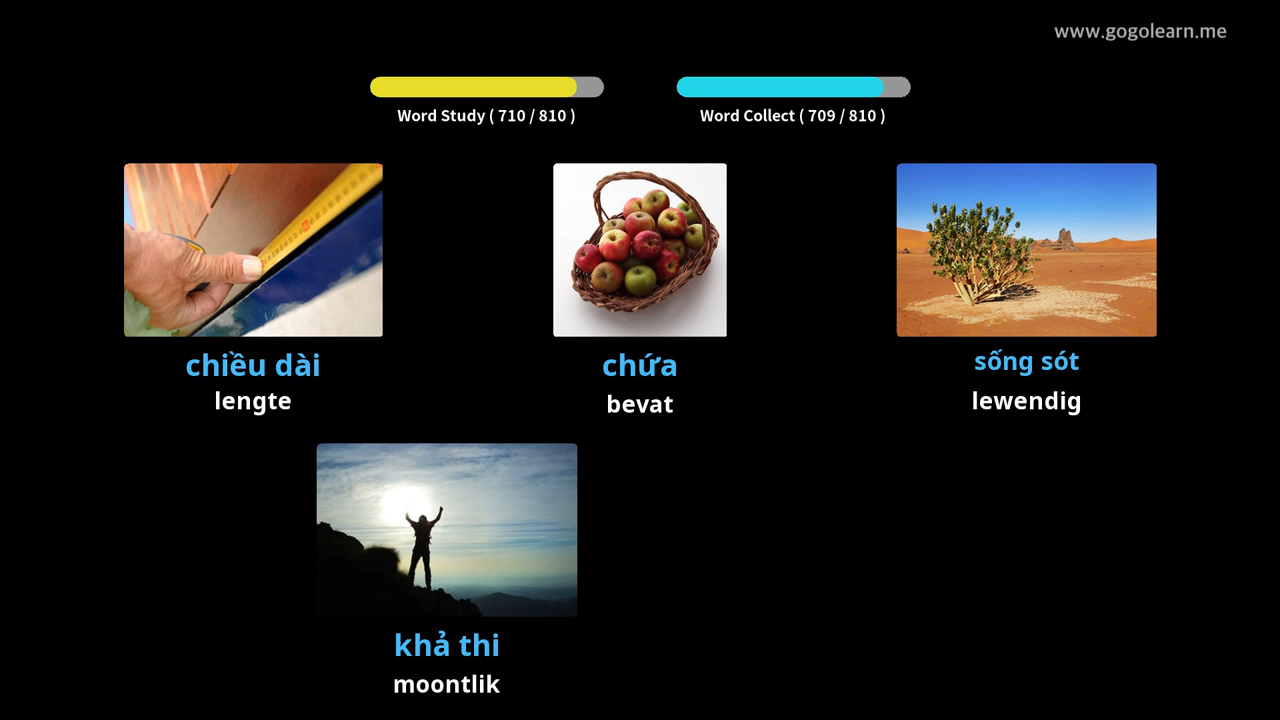 www.gogolearn.me
Word Study ( 710 / 810 )
Word Collect ( 709 / 810 )
chiều dài
lengte
chứa
bevat
sống sót
lewendig
khả thi
moontlik